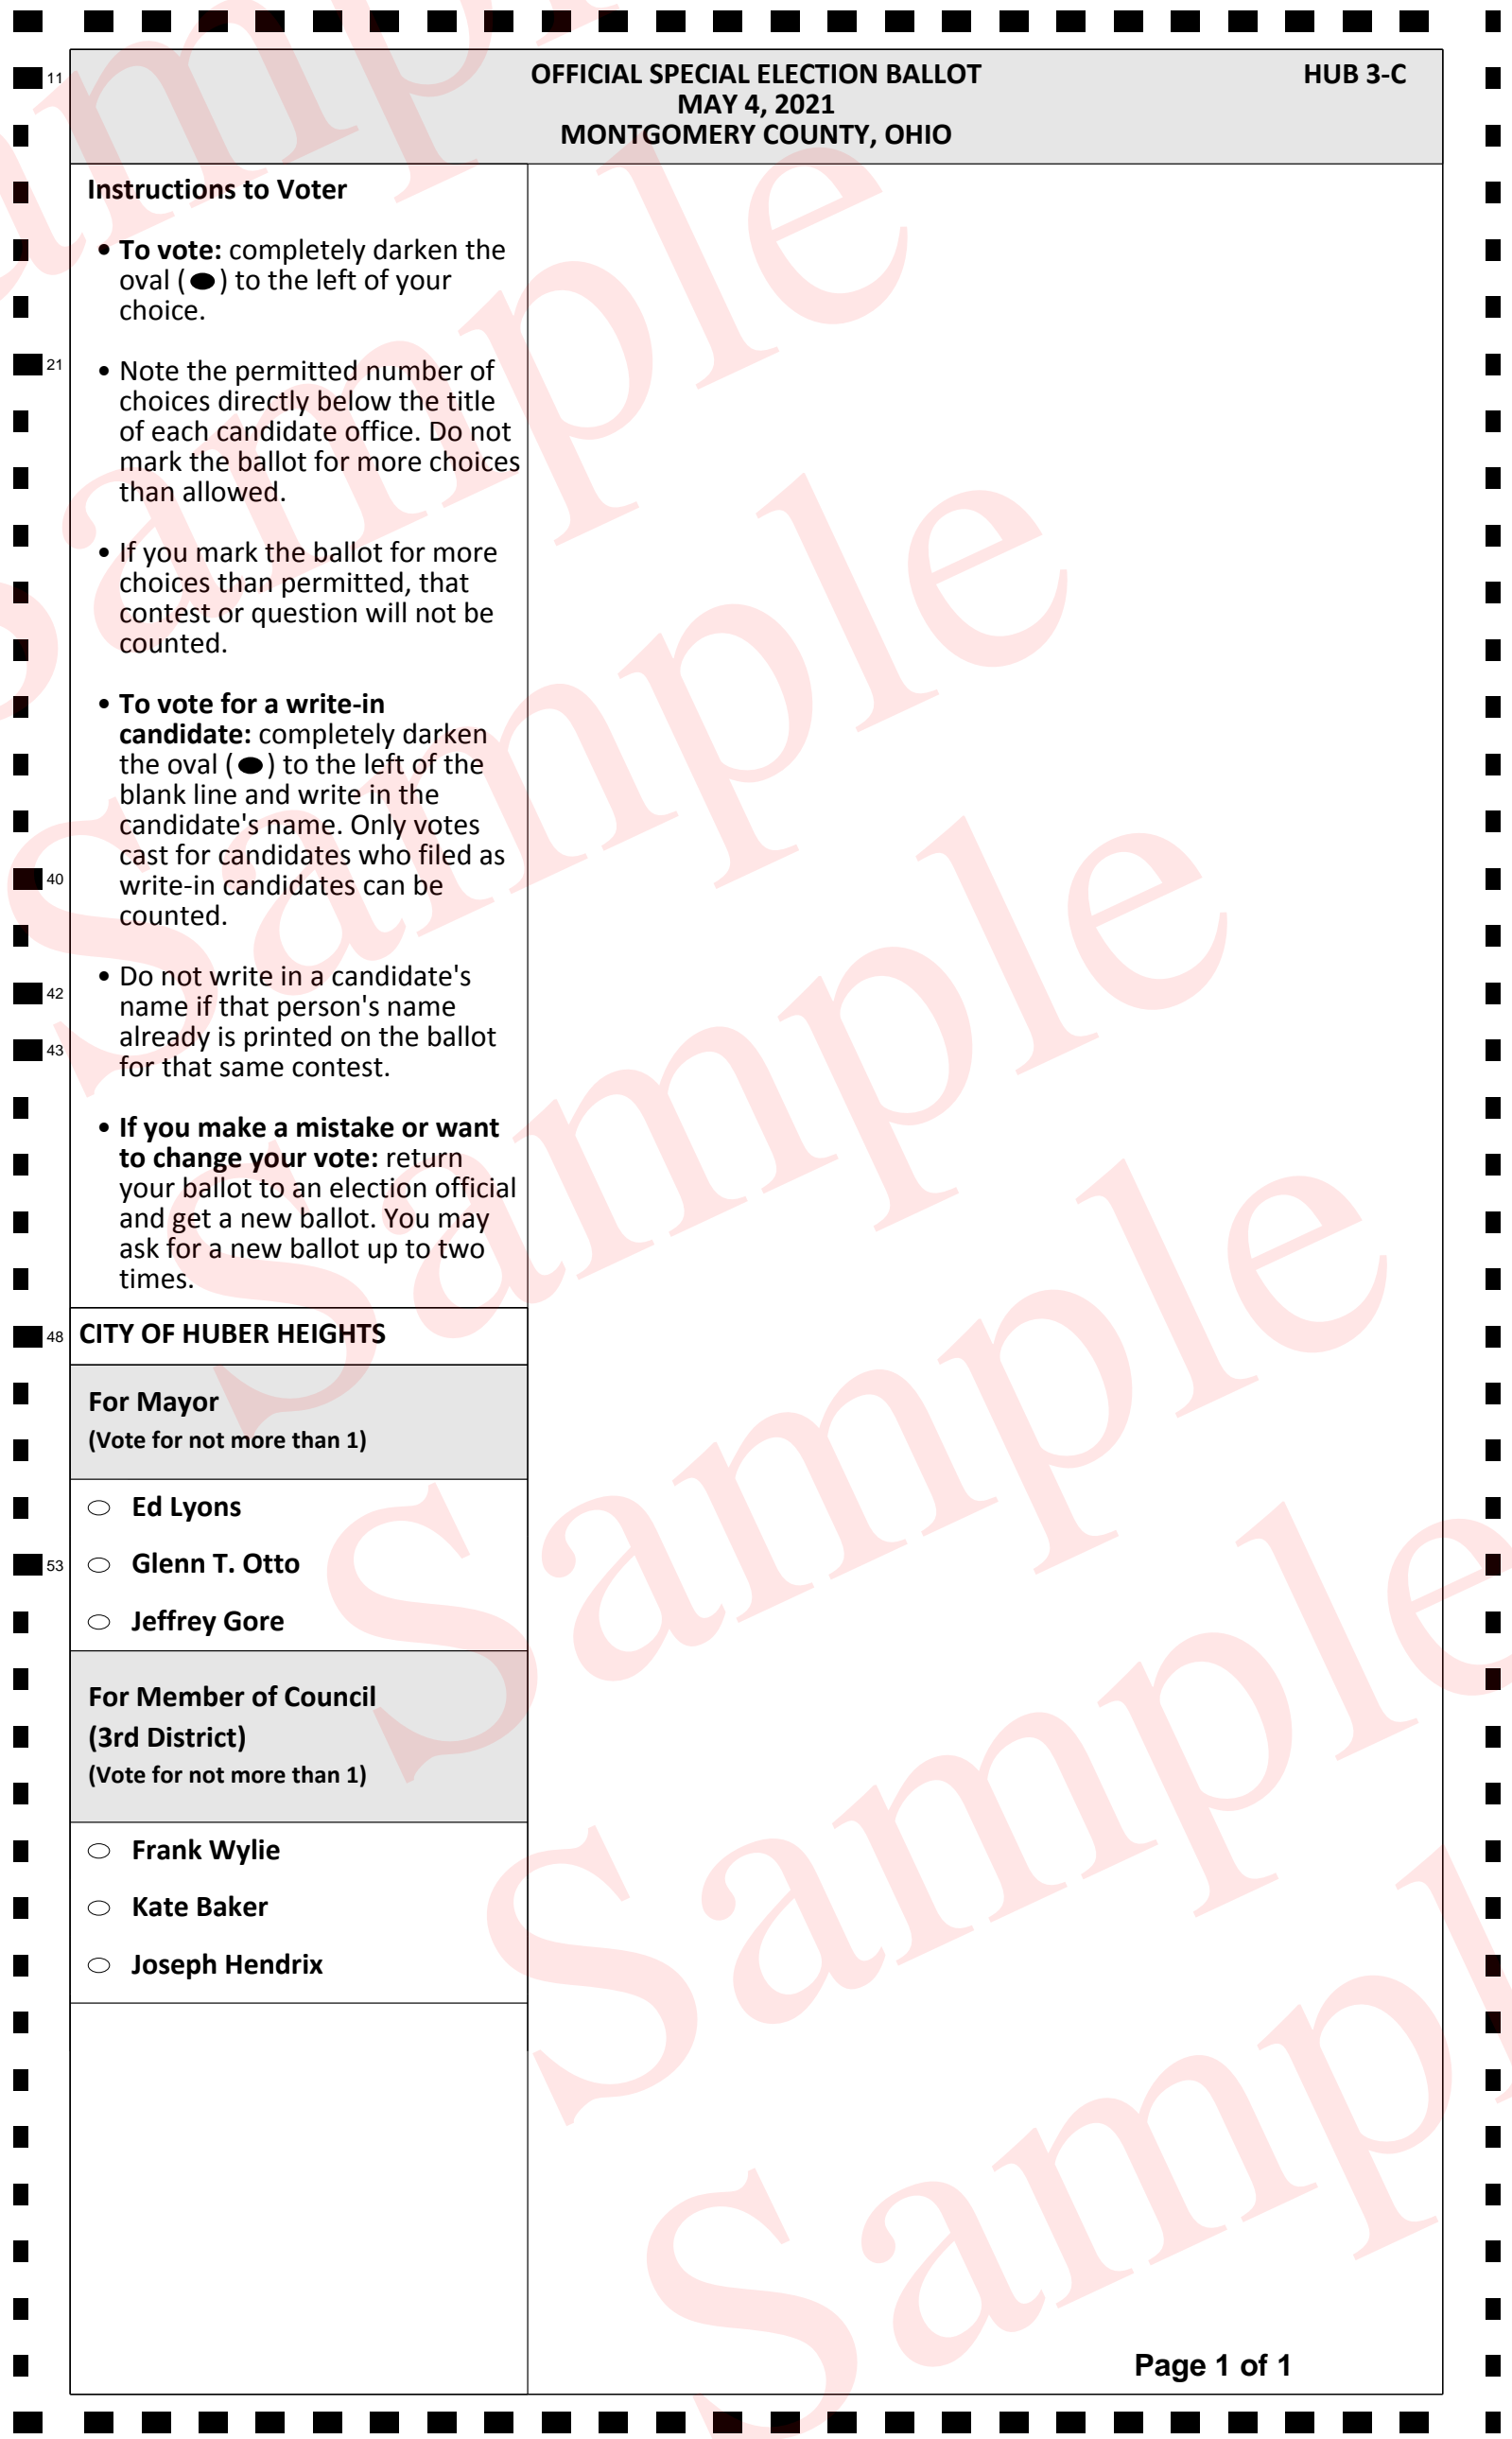 OFFICIAL SPECIAL ELECTION BALLOT
MAY 4, 2021
MONTGOMERY COUNTY, OHIO
HUB 3-C
11
21
40
42
43
48
53
Instructions to Voter
• To vote: completely darken the
oval (⬬) to the left of your
choice.
• Note the permitted number of
choices directly below the title
of each candidate office. Do not
mark the ballot for more choices
than allowed.
• If you mark the ballot for more
choices than permitted, that
contest or question will not be
counted.
• To vote for a write-in
candidate: completely darken
the oval (⬬) to the left of the
blank line and write in the
candidate's name. Only votes
cast for candidates who filed as
write-in candidates can be
counted.
• Do not write in a candidate's
name if that person's name
already is printed on the ballot
for that same contest.
• If you make a mistake or want
to change your vote: return
your ballot to an election official
and get a new ballot. You may
ask for a new ballot up to two
times.
CITY OF HUBER HEIGHTS
For Mayor
(Vote for not more than 1)
Ed Lyons
Glenn T. Otto
Jeffrey Gore
For Member of Council
(3rd District)
(Vote for not more than 1)
Frank Wylie
Kate Baker
Joseph Hendrix
Page 1 of 1
Sample
Sample
Sample
Sample
Sample
Sample
Sample